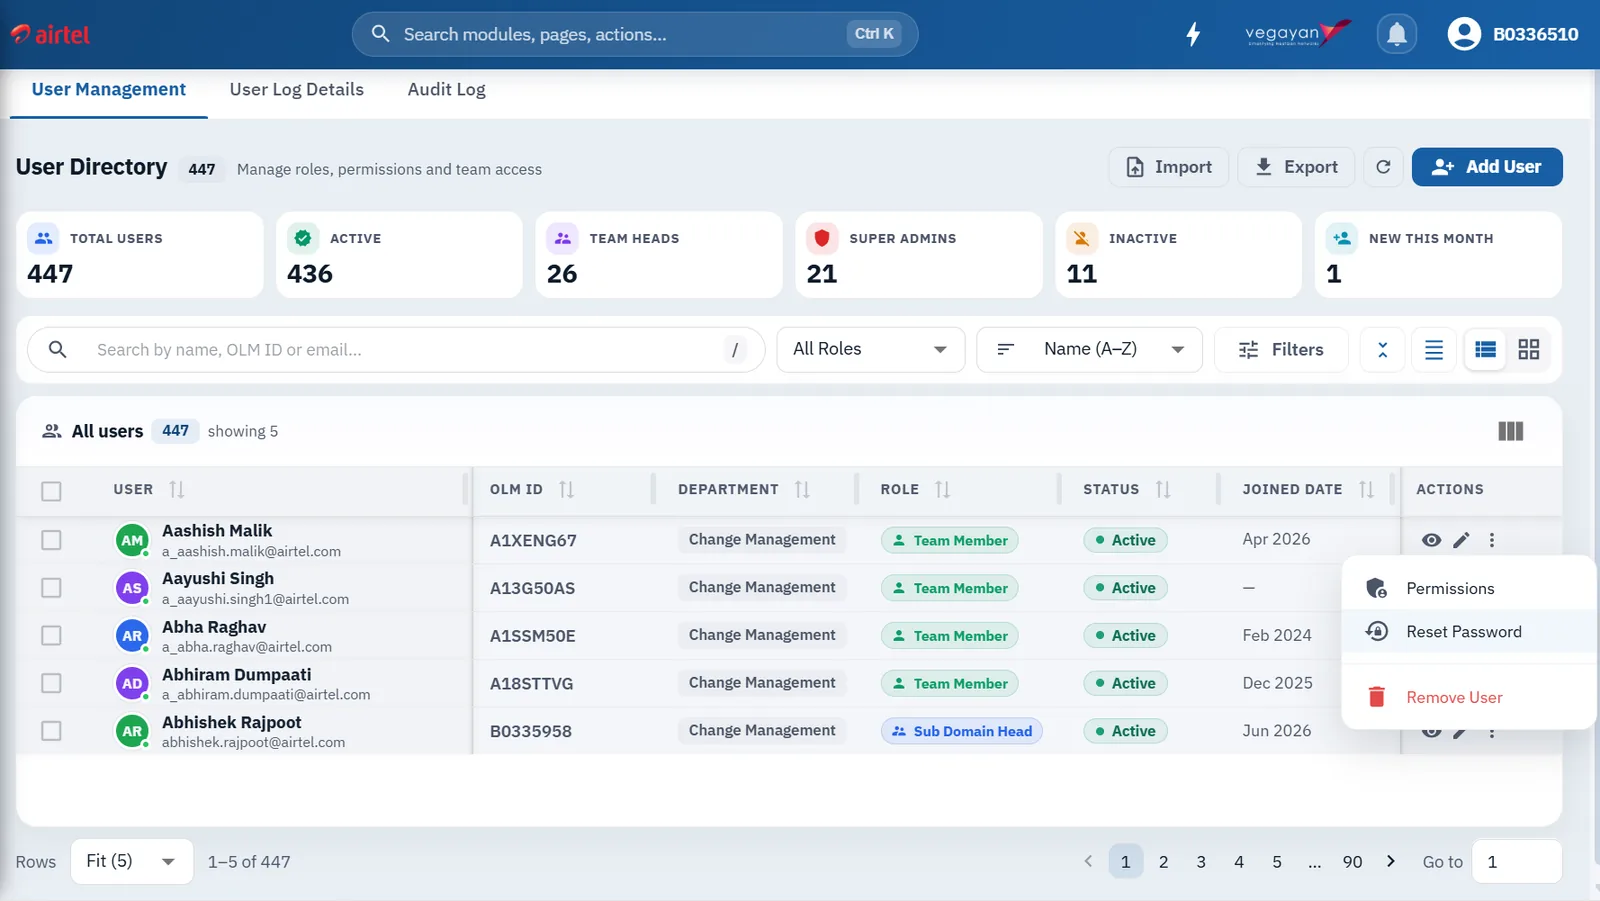 airtel
Search modules, pages, actions...
Ctrl K
vegayan
B0336510
User Management
User Log Details
Audit Log
User Directory
447
Manage roles, permissions and team access
Import
Export
Add User
TOTAL USERS
447
ACTIVE
436
TEAM HEADS
26
SUPER ADMINS
21
INACTIVE
11
NEW THIS MONTH
1
Search by name, OLM ID or email...
/
All Roles
Name (A–Z)
Filters
All users
447
showing 5
USER
OLM ID
DEPARTMENT
ROLE
STATUS
JOINED DATE
ACTIONS
AM
Aashish Malik
a_aashish.malik@airtel.com
A1XENG67
Change Management
Team Member
Active
Apr 2026
AS
Aayushi Singh
a_aayushi.singh1@airtel.com
A13G50AS
Change Management
Team Member
Active
—
AR
Abha Raghav
a_abha.raghav@airtel.com
A1SSM50E
Change Management
Team Member
Active
Feb 2024
AD
Abhiram Dumpaati
a_abhiram.dumpaati@airtel.com
A18STTVG
Change Management
Team Member
Active
Dec 2025
AR
Abhishek Rajpoot
abhishek.rajpoot@airtel.com
B0335958
Change Management
Sub Domain Head
Active
Jun 2026
Permissions
Reset Password
Remove User
Rows
Fit (5)
1–5 of 447
1
2
3
4
5
...
90
Go to
1